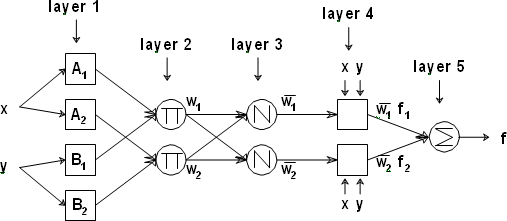 layer 1
layer 4
layer 2
layer 3
layer 5
A1
x y
x
A2
∏
w1
N
w̅1
w̅1 f1
∑
f
y
B1
∏
w2
N
w̅2
w̅2 f2
B2
x y